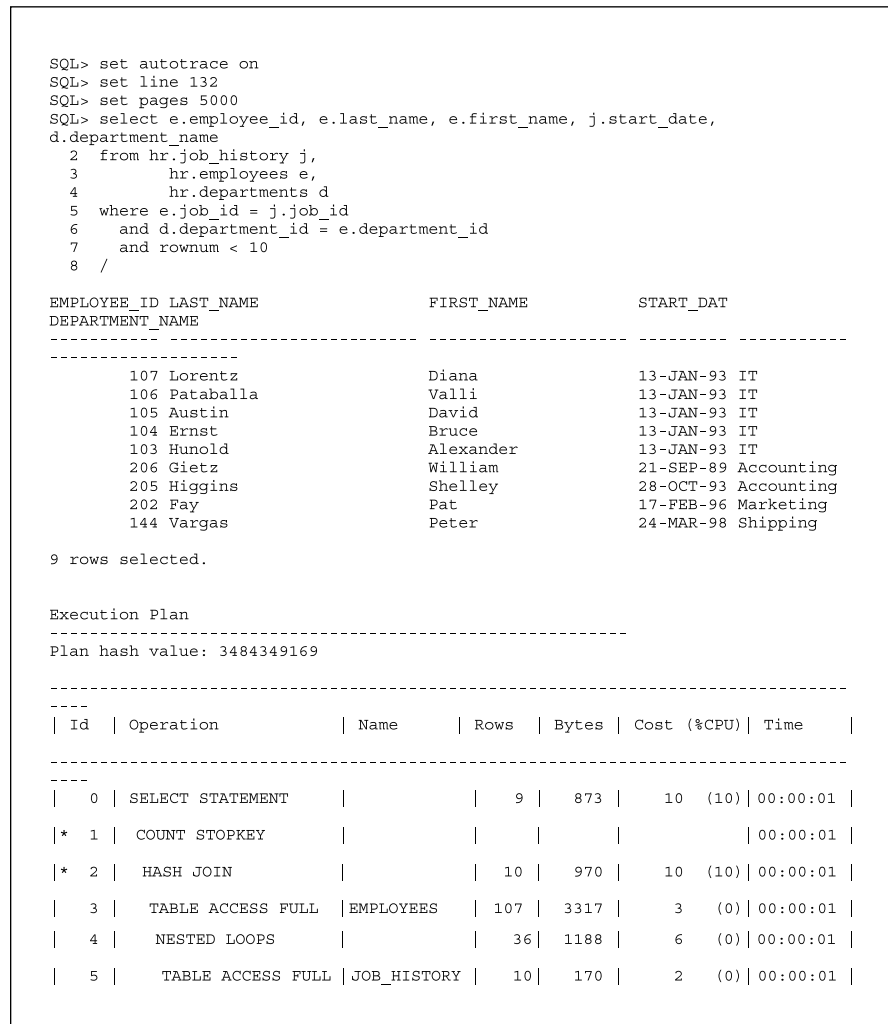 SQL> set autotrace on
SQL> set line 132
SQL> set pages 5000
SQL> select e.employee_id, e.last_name, e.first_name, j.start_date,
d.department_name
  2  from hr.job_history j,
  3       hr.employees e,
  4       hr.departments d
  5  where e.job_id = j.job_id
  6    and d.department_id = e.department_id
  7    and rownum < 10
  8  /
EMPLOYEE_ID LAST_NAME                 FIRST_NAME           START_DAT
DEPARTMENT_NAME
----------- ------------------------- -------------------- --------- -----------
-------------------
        107 Lorentz                   Diana                13-JAN-93 IT
        106 Pataballa                 Valli                13-JAN-93 IT
        105 Austin                    David                13-JAN-93 IT
        104 Ernst                     Bruce                13-JAN-93 IT
        103 Hunold                    Alexander            13-JAN-93 IT
        206 Gietz                     William              21-SEP-89 Accounting
        205 Higgins                   Shelley              28-OCT-93 Accounting
        202 Fay                       Pat                  17-FEB-96 Marketing
        144 Vargas                    Peter                24-MAR-98 Shipping
9 rows selected.
Execution Plan
----------------------------------------------------------
Plan hash value: 3484349169
--------------------------------------------------------------------------------
----
| Id  | Operation            | Name        | Rows  | Bytes | Cost (%CPU)| Time     |
--------------------------------------------------------------------------------
----
|   0 | SELECT STATEMENT     |             |     9 |   873 |    10  (10)| 00:00:01 |
|*  1 |  COUNT STOPKEY       |             |       |       |            | 00:00:01 |
|*  2 |   HASH JOIN          |             |    10 |   970 |    10  (10)| 00:00:01 |
|   3 |    TABLE ACCESS FULL | EMPLOYEES   |   107 |  3317 |     3   (0)| 00:00:01 |
|   4 |     NESTED LOOPS     |             |    36 |  1188 |     6   (0)| 00:00:01 |
|   5 |      TABLE ACCESS FULL | JOB_HISTORY |    10 |   170 |     2   (0)| 00:00:01 |